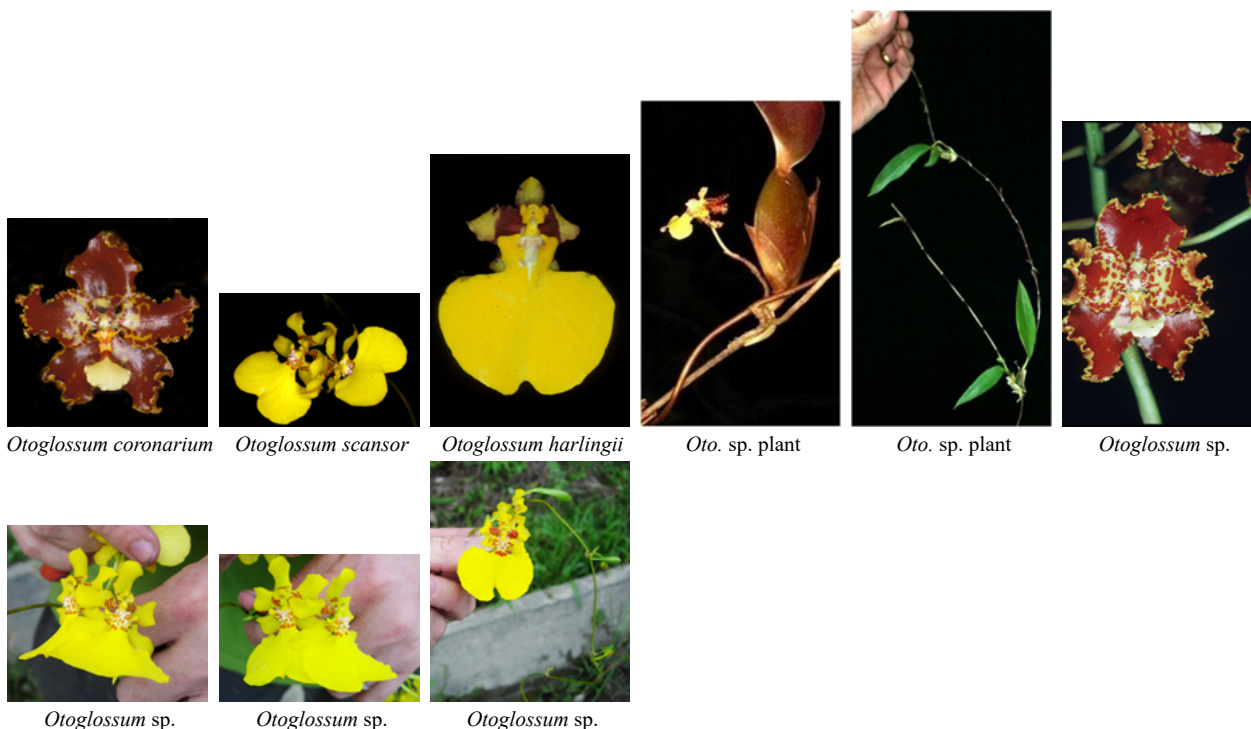 Otoglossum coronarium
Otoglossum scansor
Otoglossum harlingii
Oto. sp. plant
Oto. sp. plant
Otoglossum sp.
Otoglossum sp.
Otoglossum sp.
Otoglossum sp.